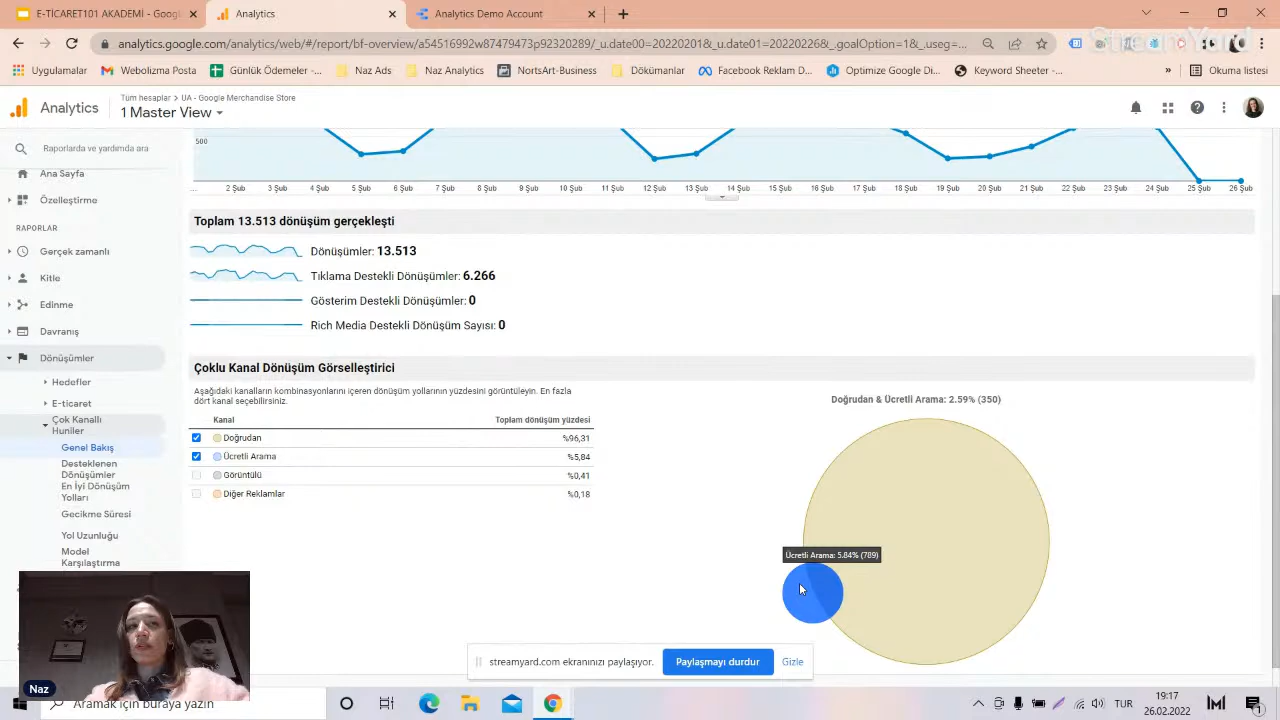 E-TİCARET101 AKADEMİ - Googl
Analytics
Analytics Demo Account
analytics.google.com/analytics/web/#/report/bf-overview/a54516992w87479473p92320289/_u.date00=20220201&_u.date01=20220226&_.goalOption=1&_.useg=...
StreamYard
Uygulamalar
Webolizma Posta
Günlük Ödemeler -...
Naz Ads
Naz Analytics
NortsArt-Business
Dökümanlar
Facebook Reklam D...
Optimize Google Di...
Keyword Sheeter -...
»
Okuma listesi
Analytics
Tüm hesaplar > UA - Google Merchandise Store
1 Master View
Raporlarda ve yardımda ara
Ana Sayfa
Özelleştirme
RAPORLAR
Gerçek zamanlı
Kitle
Edinme
Davranış
Dönüşümler
Hedefler
E-ticaret
Çok Kanallı
Huniler
Genel Bakış
Desteklenen
Dönüşümler
En İyi Dönüşüm
Yolları
Gecikme Süresi
Yol Uzunluğu
Model
Karşılaştırma
500
...
2 Şub
3 Şub
4 Şub
5 Şub
6 Şub
7 Şub
8 Şub
9 Şub
10 Şub
11 Şub
12 Şub
13 Şub
14 Şub
15 Şub
16 Şub
17 Şub
18 Şub
19 Şub
20 Şub
21 Şub
22 Şub
23 Şub
24 Şub
25 Şub
26 Şub
Toplam 13.513 dönüşüm gerçekleşti
Dönüşümler: 13.513
Tıklama Destekli Dönüşümler: 6.266
Gösterim Destekli Dönüşümler: 0
Rich Media Destekli Dönüşüm Sayısı: 0
Çoklu Kanal Dönüşüm Görselleştirici
Aşağıdaki kanalların kombinasyonlarını içeren dönüşüm yollarının yüzdesini görüntüleyin. En fazla
dört kanal seçebilirsiniz.
Kanal
Toplam dönüşüm yüzdesi
Doğrudan
%96,31
Ücretli Arama
%5,84
Görüntülü
%0,41
Diğer Reklamlar
%0,18
Doğrudan & Ücretli Arama: 2.59% (350)
Ücretli Arama: 5.84% (789)
streamyard.com ekranınızı paylaşıyor.
Paylaşmayı durdur
Gizle
Naz
Aramak için buraya yazın
TUR
19:17
26.02.2022
1